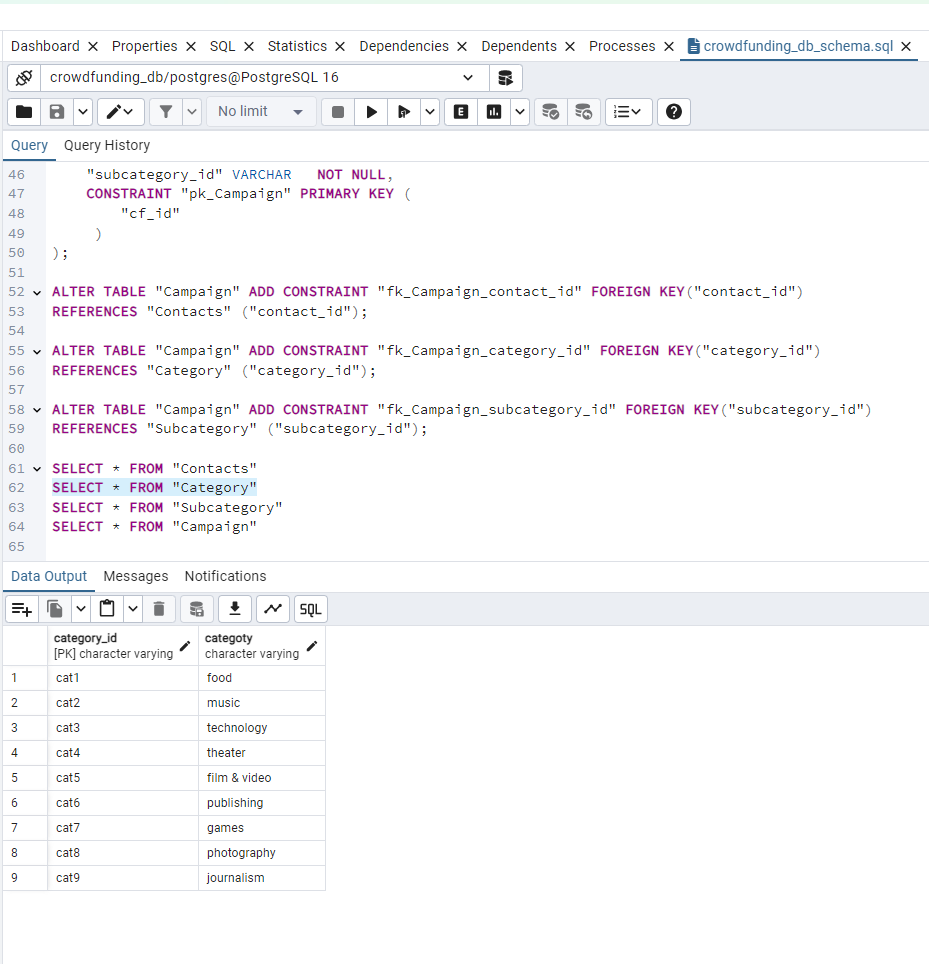 Dashboard Properties SQL Statistics Dependencies Dependents Processes crowdfunding_db_schema.sql
crowdfunding_db/postgres@PostgreSQL 16
No limit E
Query Query History
46 "subcategory_id" VARCHAR NOT NULL,
47 CONSTRAINT "pk_Campaign" PRIMARY KEY (
48 "cf_id"
49 )
50 );
51
52 ALTER TABLE "Campaign" ADD CONSTRAINT "fk_Campaign_contact_id" FOREIGN KEY("contact_id")
53 REFERENCES "Contacts" ("contact_id");
54
55 ALTER TABLE "Campaign" ADD CONSTRAINT "fk_Campaign_category_id" FOREIGN KEY("category_id")
56 REFERENCES "Category" ("category_id");
57
58 ALTER TABLE "Campaign" ADD CONSTRAINT "fk_Campaign_subcategory_id" FOREIGN KEY("subcategory_id")
59 REFERENCES "Subcategory" ("subcategory_id");
60
61 SELECT * FROM "Contacts"
62 SELECT * FROM "Category"
63 SELECT * FROM "Subcategory"
64 SELECT * FROM "Campaign"
65
Data Output Messages Notifications
SQL
category_id categoty
[PK] character varying character varying
1 cat1 food
2 cat2 music
3 cat3 technology
4 cat4 theater
5 cat5 film & video
6 cat6 publishing
7 cat7 games
8 cat8 photography
9 cat9 journalism